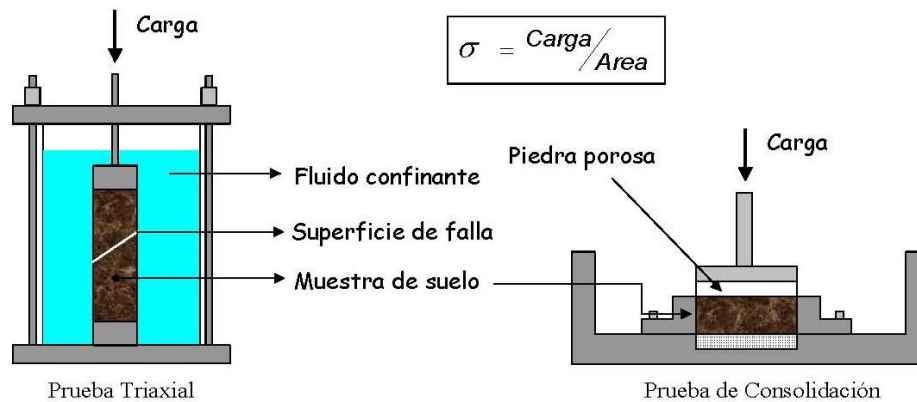 Carga
σ = Carga/Area
Piedra porosa
Carga
Fluido confinante
Superficie de falla
Muestra de suelo
Prueba Triaxial
Prueba de Consolidación